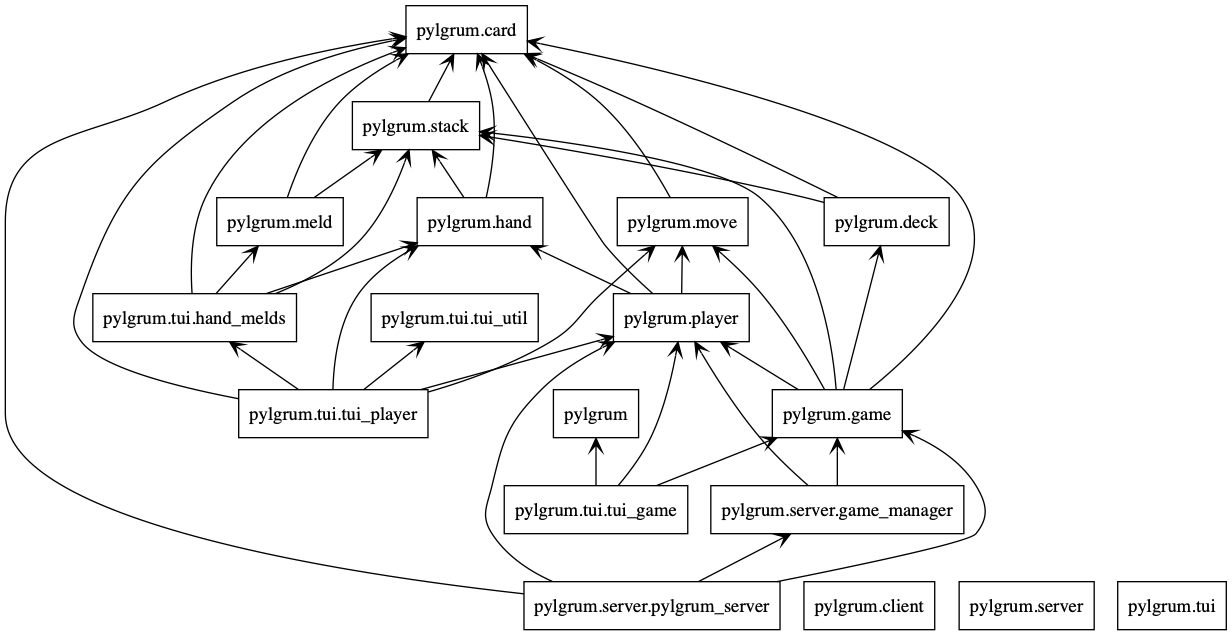 pylgrum.card
pylgrum.stack
pylgrum.meld
pylgrum.hand
pylgrum.move
pylgrum.deck
pylgrum.tui.hand_melds
pylgrum.tui.tui_util
pylgrum.player
pylgrum.tui.tui_player
pylgrum
pylgrum.game
pylgrum.tui.tui_game
pylgrum.server.game_manager
pylgrum.server.pylgrum_server
pylgrum.client
pylgrum.server
pylgrum.tui